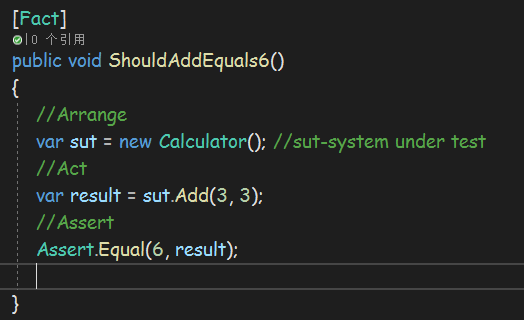 [Fact]
|0 个引用
public void ShouldAddEquals6()
{
//Arrange
var sut = new Calculator(); //sut-system under test
//Act
var result = sut.Add(3, 3);
//Assert
Assert.Equal(6, result);
}